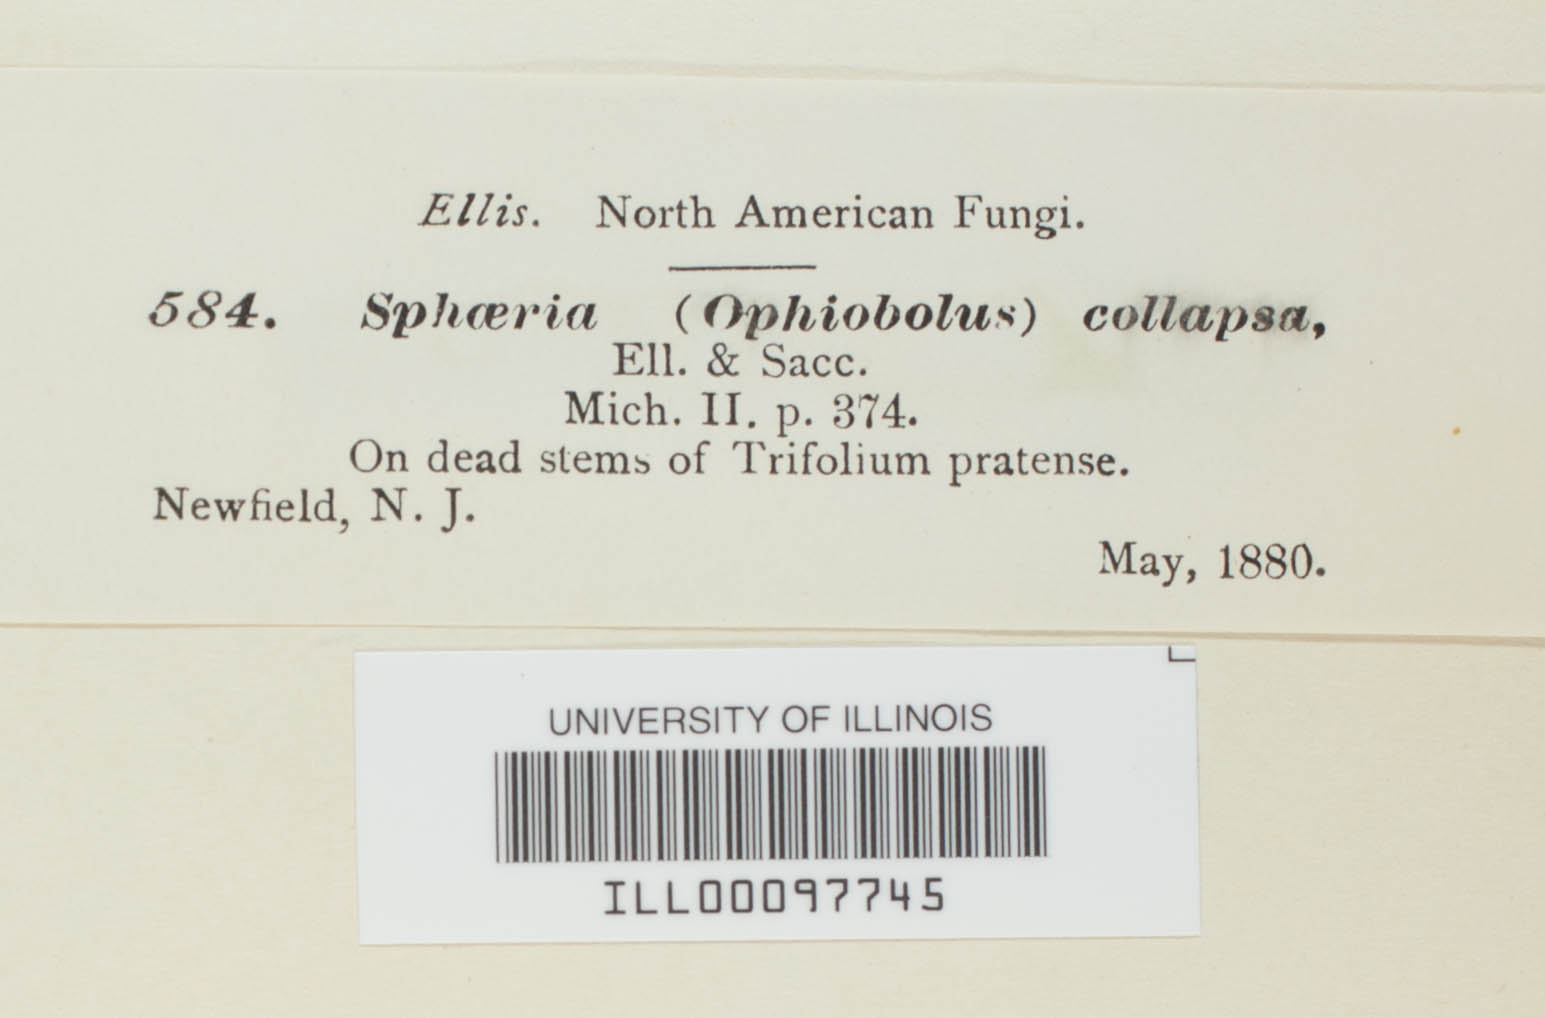 Ellis. North American Fungi.
584. Sphœria (Ophiobolus) collapsa,
Ell. & Sacc.
Mich. II. p. 374.
On dead stems of Trifolium pratense.
Newfield, N. J.
May, 1880.
UNIVERSITY OF ILLINOIS
ILL00097745